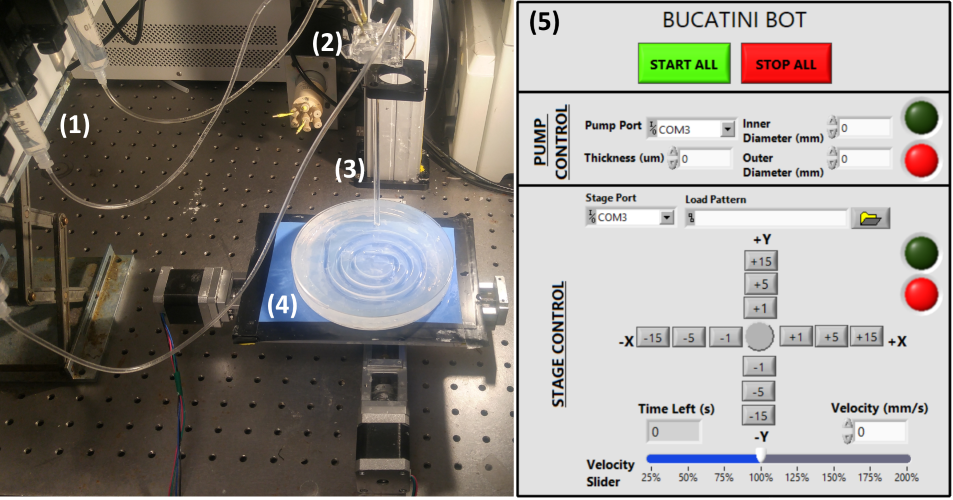 (1)
(2)
(3)
(4)
(5)
BUCATINI BOT
START ALL
STOP ALL
PUMP
CONTROL
Pump Port
COM3
Inner
Diameter (mm)
0
Thickness (um)
0
Outer
Diameter (mm)
0
STAGE CONTROL
Stage Port
COM3
Load Pattern
+Y
+15
+5
+1
-X
-15
-5
-1
+1
+5
+15
+X
-1
-5
-15
-Y
Time Left (s)
0
Velocity (mm/s)
0
Velocity
Slider
25%
50%
75%
100%
125%
150%
175%
200%